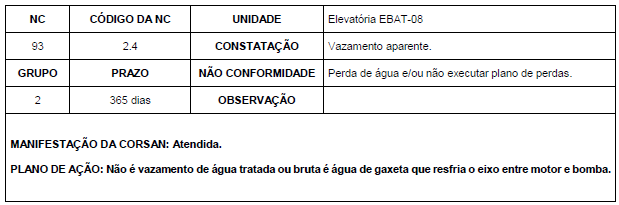 NC CÓDIGO DA NC UNIDADE Elevatória EBAT-08
93 2.4 CONSTATAÇÃO Vazamento aparente.
GRUPO PRAZO NÃO CONFORMIDADE Perda de água e/ou não executar plano de perdas.
2 365 dias OBSERVAÇÃO
MANIFESTAÇÃO DA CORSAN: Atendida.
PLANO DE AÇÃO: Não é vazamento de água tratada ou bruta é água de gaxeta que resfria o eixo entre motor e bomba.